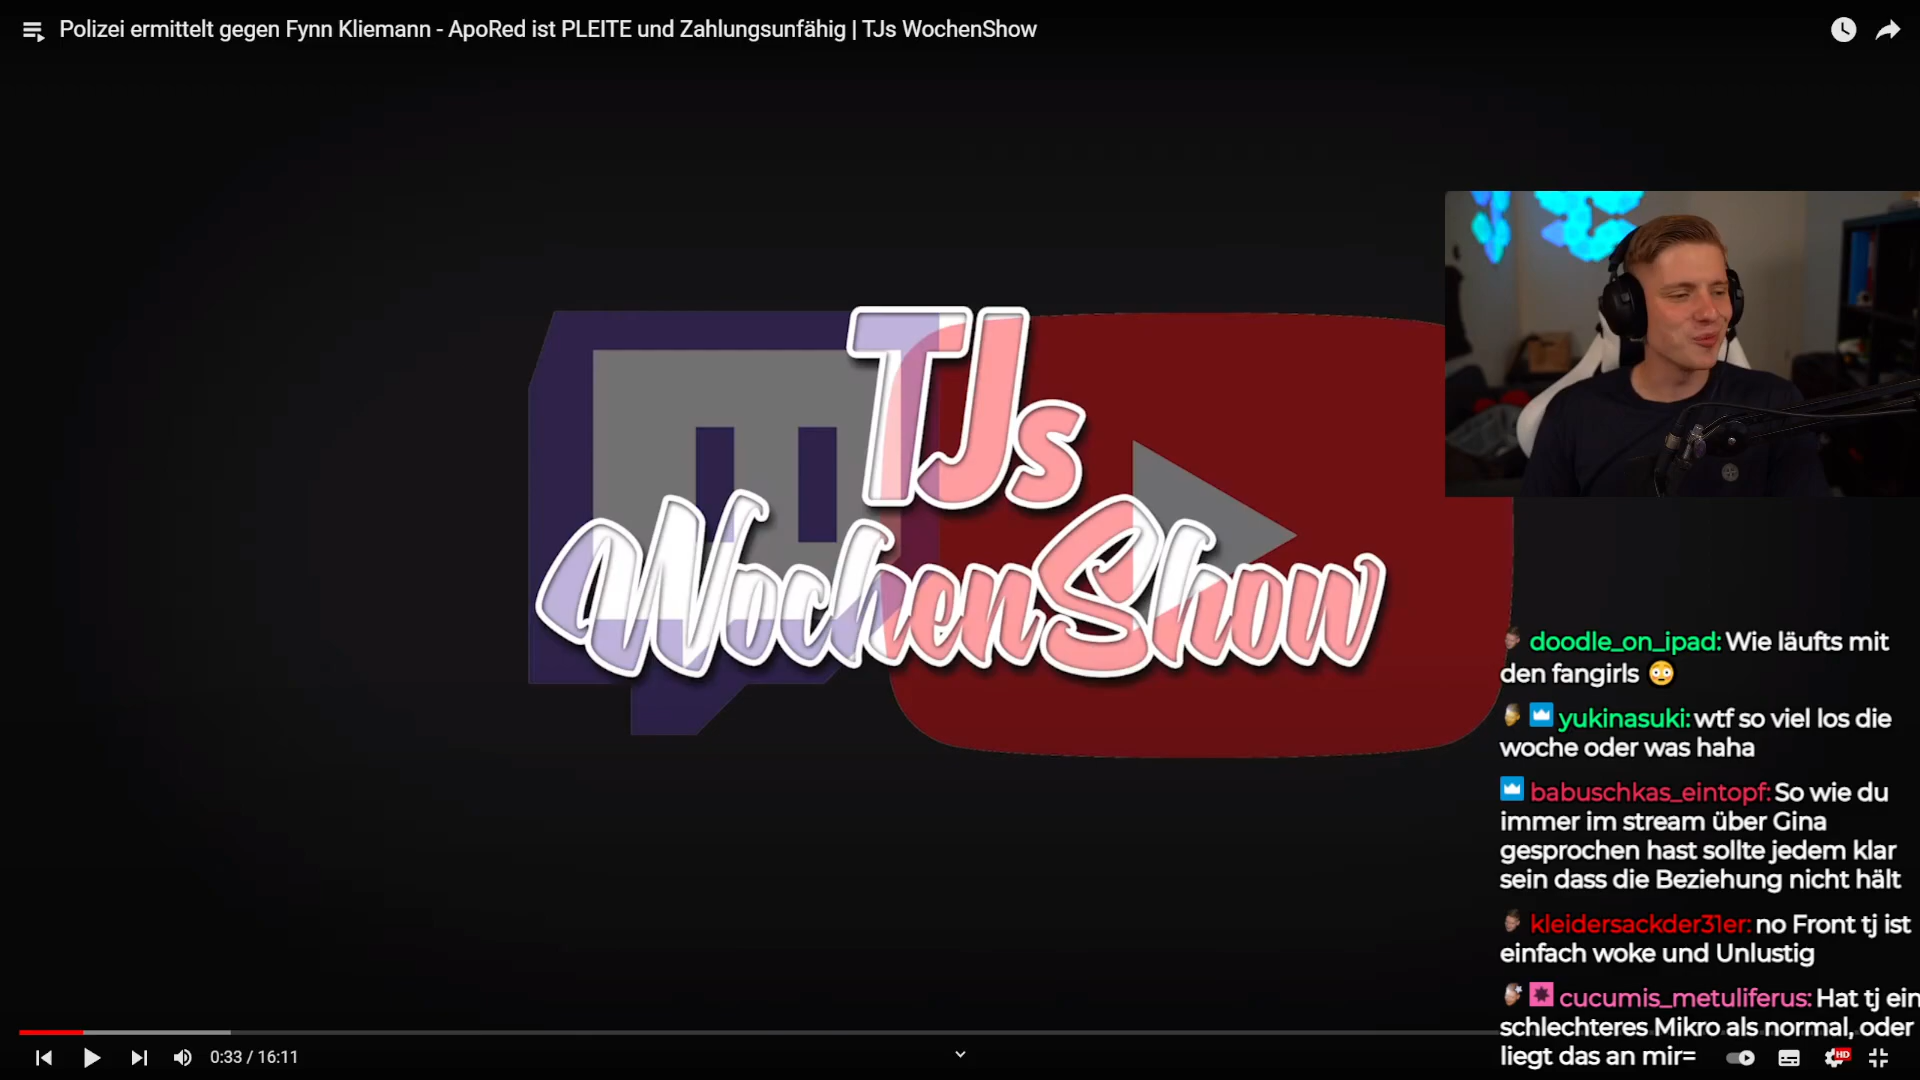 Polizei ermittelt gegen Fynn Kliemann - ApoRed ist PLEITE und Zahlungsunfähig | TJs WochenShow
TJs
WochenShow
doodle_on_ipad: Wie läufts mit
den fangirls 😳
yukinasuki: wtf so viel los die
woche oder was haha
babuschkas_eintopf: So wie du
immer im stream über Gina
gesprochen hast sollte jedem klar
sein dass die Beziehung nicht hält
kleidersackder31er: no Front tj ist
einfach woke und Unlustig
cucumis_metuliferus: Hat tj ein
schlechteres Mikro als normal, oder
liegt das an mir=
0:33 / 16:11
HD